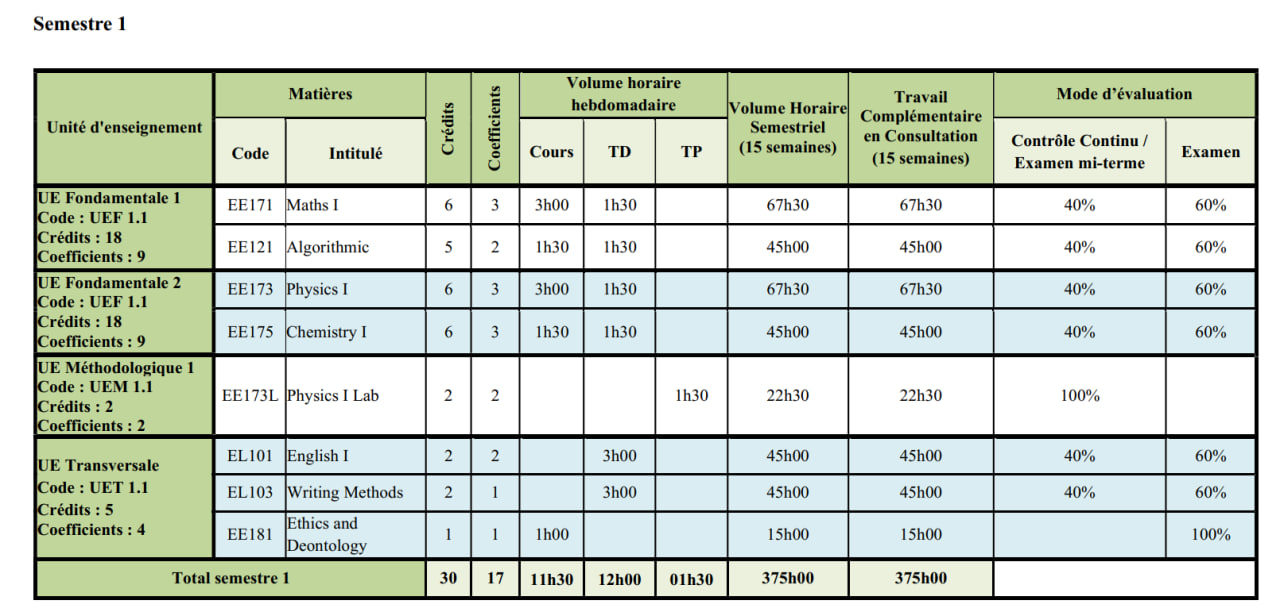 Semestre 1
Unité d'enseignement
Matières
Crédits
Coefficients
Volume horaire
hebdomadaire
Volume Horaire
Semestriel
(15 semaines)
Travail
Complémentaire
en Consultation
(15 semaines)
Mode d'évaluation
Code
Intitulé
Cours
TD
TP
Contrôle Continu /
Examen mi-terme
Examen
UE Fondamentale 1
Code : UEF 1.1
Crédits : 18
Coefficients : 9
EE171 Maths I 6 3 3h00 1h30 67h30 67h30 40% 60%
EE121 Algorithmic 5 2 1h30 1h30 45h00 45h00 40% 60%
UE Fondamentale 2
Code : UEF 1.1
Crédits : 18
Coefficients : 9
EE173 Physics I 6 3 3h00 1h30 67h30 67h30 40% 60%
EE175 Chemistry I 6 3 1h30 1h30 45h00 45h00 40% 60%
UE Méthodologique 1
Code : UEM 1.1
Crédits : 2
Coefficients : 2
EE173L Physics I Lab 2 2 1h30 22h30 22h30 100%
UE Transversale
Code : UET 1.1
Crédits : 5
Coefficients : 4
EL101 English I 2 2 3h00 45h00 45h00 40% 60%
EL103 Writing Methods 2 1 3h00 45h00 45h00 40% 60%
EE181 Ethics and
Deontology 1 1 1h00 15h00 15h00 100%
Total semestre 1 30 17 11h30 12h00 01h30 375h00 375h00